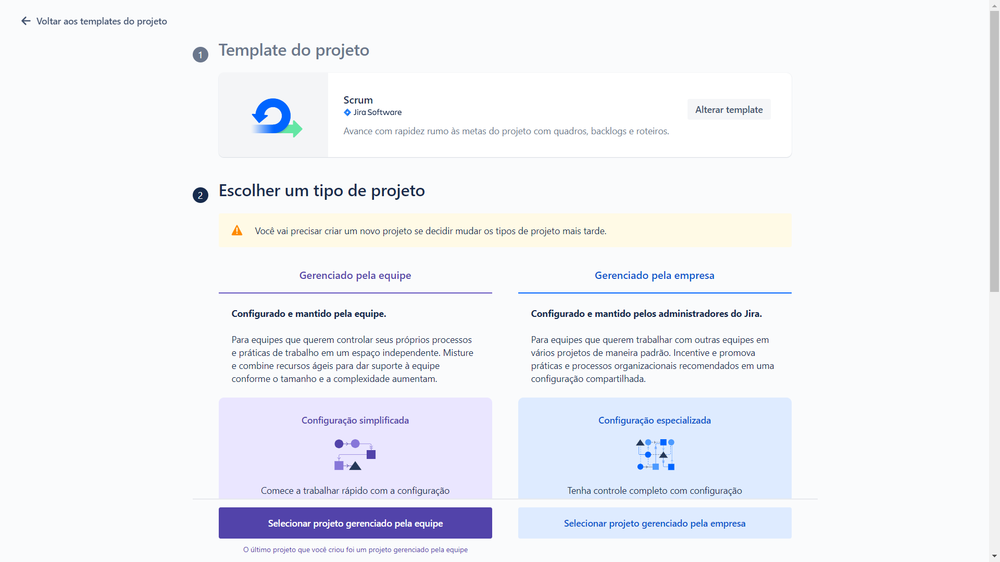 Voltar aos templates do projeto
1
Template do projeto
Scrum
Jira Software
Avance com rapidez rumo às metas do projeto com quadros, backlogs e roteiros.
Alterar template
2
Escolher um tipo de projeto
Você vai precisar criar um novo projeto se decidir mudar os tipos de projeto mais tarde.
Gerenciado pela equipe
Configurado e mantido pela equipe.
Para equipes que querem controlar seus próprios processos
e práticas de trabalho em um espaço independente. Misture
e combine recursos ágeis para dar suporte à equipe
conforme o tamanho e a complexidade aumentam.
Configuração simplificada
Comece a trabalhar rápido com a configuração
Selecionar projeto gerenciado pela equipe
O último projeto que você criou foi um projeto gerenciado pela equipe
Gerenciado pela empresa
Configurado e mantido pelos administradores do Jira.
Para equipes que querem trabalhar com outras equipes em
vários projetos de maneira padrão. Incentive e promova
práticas e processos organizacionais recomendados em uma
configuração compartilhada.
Configuração especializada
Tenha controle completo com configuração
Selecionar projeto gerenciado pela empresa